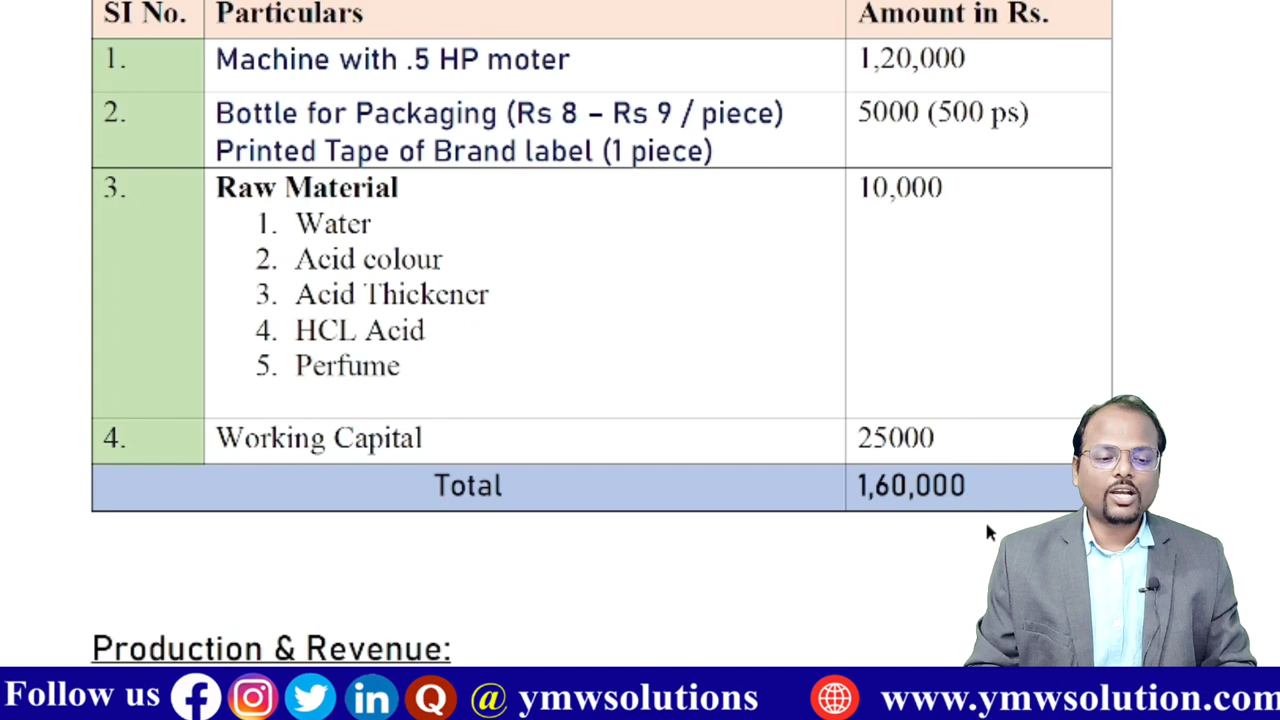 SI No. Particulars Amount in Rs.
1. Machine with .5 HP moter 1,20,000
2. Bottle for Packaging (Rs 8 – Rs 9 / piece) 5000 (500 ps)
Printed Tape of Brand label (1 piece)
3. Raw Material 10,000
1. Water
2. Acid colour
3. Acid Thickener
4. HCL Acid
5. Perfume
4. Working Capital 25000
Total 1,60,000
Production & Revenue:
Follow us @ ymwsolutions www.ymwsolution.com